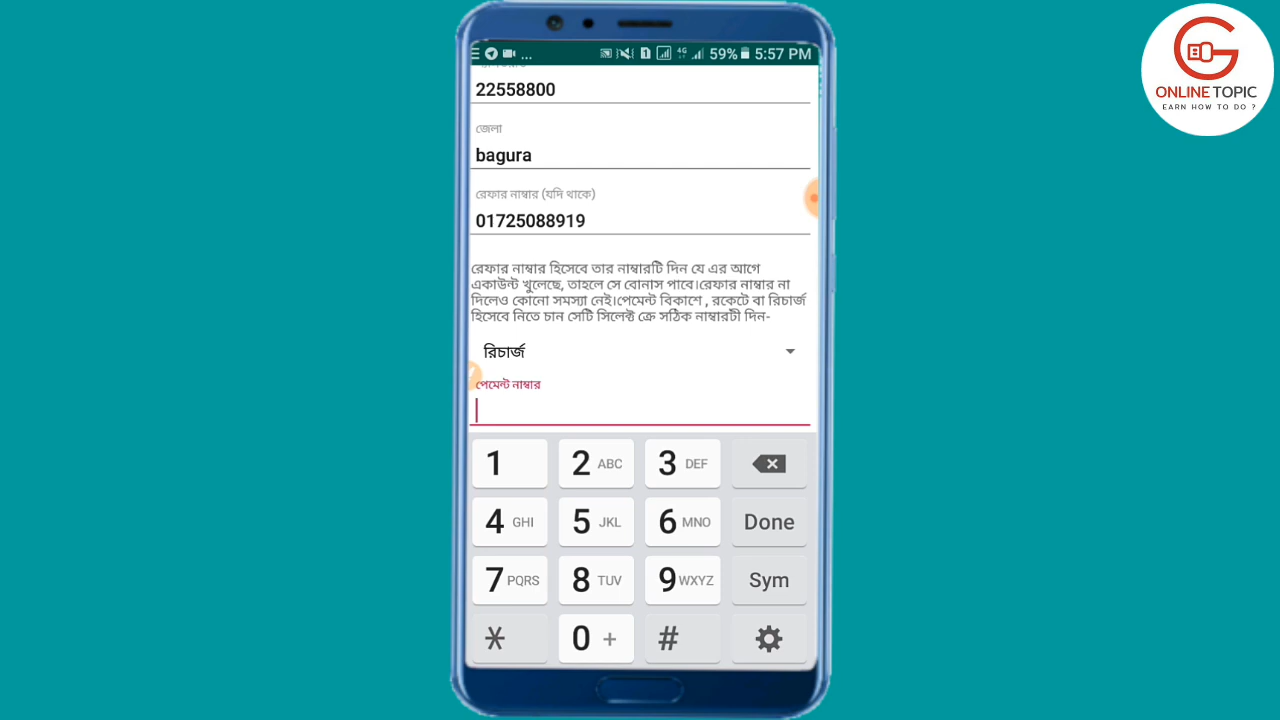 59% 5:57 PM
ONLINE TOPIC
EARN HOW TO DO ?
22558800
জেলা
bagura
রেফার নাম্বার (যদি থাকে)
01725088919
রেফার নাম্বার হিসেবে তার নাম্বারটি দিন যে এর আগে
একাউন্ট খুলেছে, তাহলে সে বোনাস পাবে।রেফার নাম্বার না
দিলেও কোনো সমস্যা নেই।পেমেন্ট বিকাশে , রকেটে বা রিচার্জ
হিসেবে নিতে চান সেটি সিলেক্ট ক্রে সঠিক নাম্বারটী দিন-
রিচার্জ
পেমেন্ট নাম্বার
1 2 ABC 3 DEF
4 GHI 5 JKL 6 MNO Done
7 PQRS 8 TUV 9 WXYZ Sym
* 0 + #